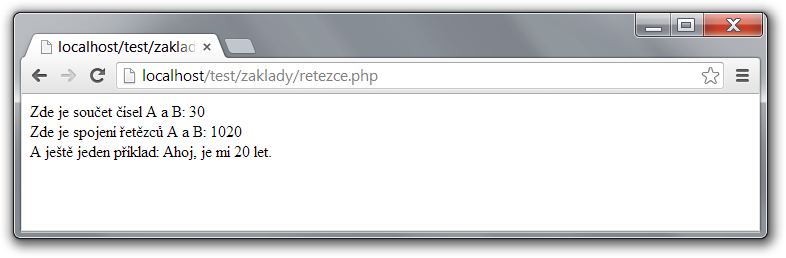 localhost/test/zaklad
localhost/test/zaklady/retezce.php
Zde je součet čísel A a B: 30
Zde je spojení řetězců A a B: 1020
A ještě jeden příklad: Ahoj, je mi 20 let.